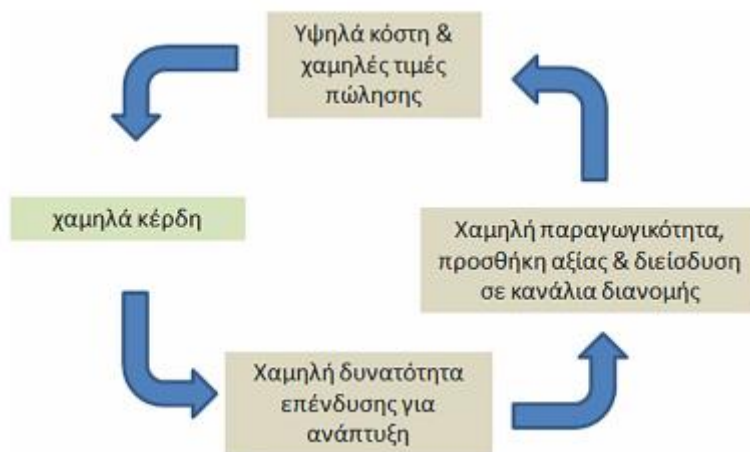 Υψηλά κόστη &
χαμηλές τιμές
πώλησης
χαμηλά κέρδη
Χαμηλή παραγωγικότητα,
προσθήκη αξίας & διείσδυση
σε κανάλια διανομής
Χαμηλή δυνατότητα
επένδυσης για
ανάπτυξη